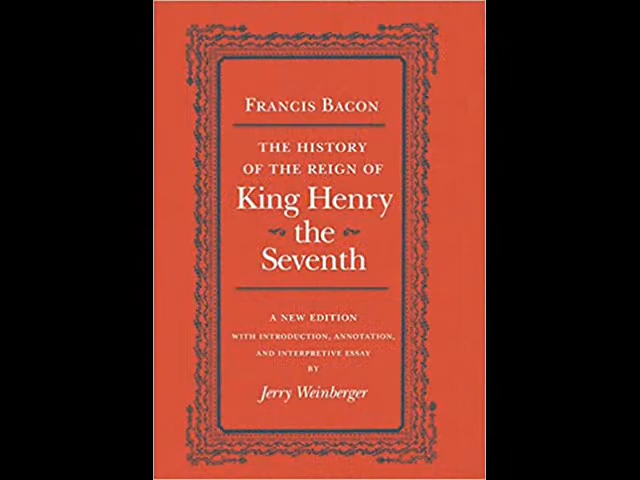 FRANCIS BACON
THE HISTORY
OF THE REIGN OF
King Henry
the
Seventh
A NEW EDITION
WITH INTRODUCTION, ANNOTATION,
AND INTERPRETIVE ESSAY
BY
Jerry Weinberger